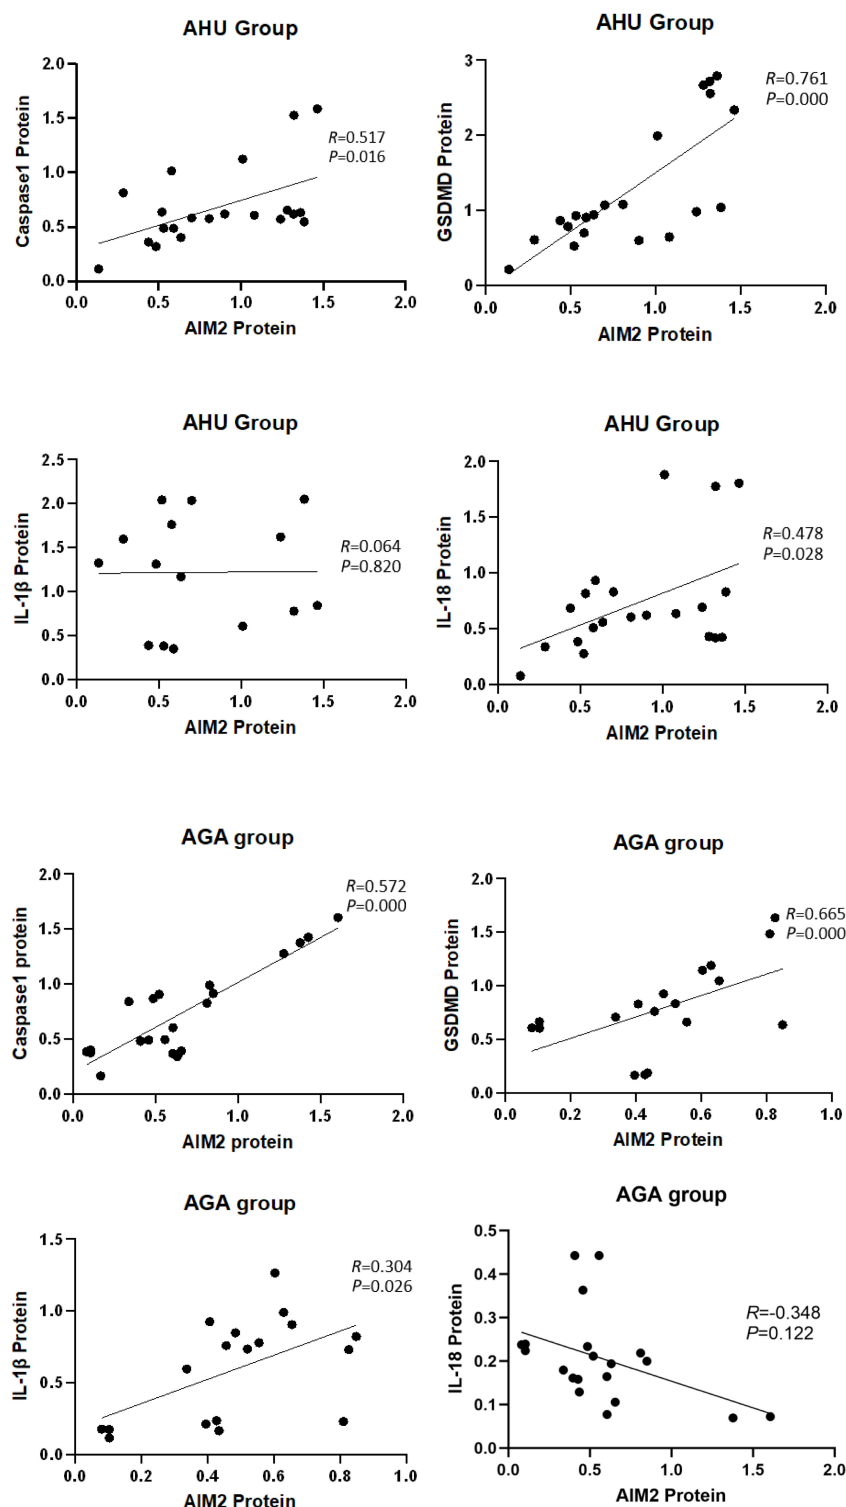 AHU Group
Caspase1 Protein
2.0
1.5
1.0
0.5
0.0
R=0.517
P=0.016
0.0 0.5 1.0 1.5 2.0
AIM2 Protein
AHU Group
GSDMD Protein
3
2
1
0
R=0.761
P=0.000
0.0 0.5 1.0 1.5 2.0
AIM2 Protein
AHU Group
IL-1β Protein
2.5
2.0
1.5
1.0
0.5
0.0
R=0.064
P=0.820
0.0 0.5 1.0 1.5 2.0
AIM2 Protein
AHU Group
IL-18 Protein
2.0
1.5
1.0
0.5
0.0
R=0.478
P=0.028
0.0 0.5 1.0 1.5 2.0
AIM2 Protein
AGA group
Caspase1 protein
2.0
1.5
1.0
0.5
0.0
R=0.572
P=0.000
0.0 0.5 1.0 1.5 2.0
AIM2 protein
AGA group
GSDMD Protein
2.0
1.5
1.0
0.5
0.0
R=0.665
P=0.000
0.0 0.2 0.4 0.6 0.8 1.0
AIM2 Protein
AGA group
IL-1β Protein
1.5
1.0
0.5
0.0
R=0.304
P=0.026
0.0 0.2 0.4 0.6 0.8 1.0
AIM2 Protein
AGA group
IL-18 Protein
0.5
0.4
0.3
0.2
0.1
0.0
R=-0.348
P=0.122
0.0 0.5 1.0 1.5 2.0
AIM2 Protein